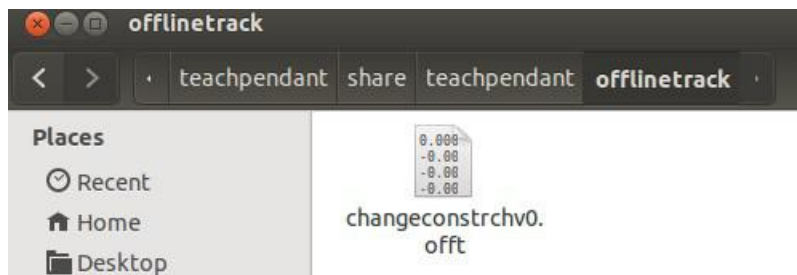 offlinetrack
teachpendant share teachpendant offlinetrack
Places
Recent
Home
Desktop
0.000
-0.00
-0.00
-0.00
changeconstrchv0.
offt